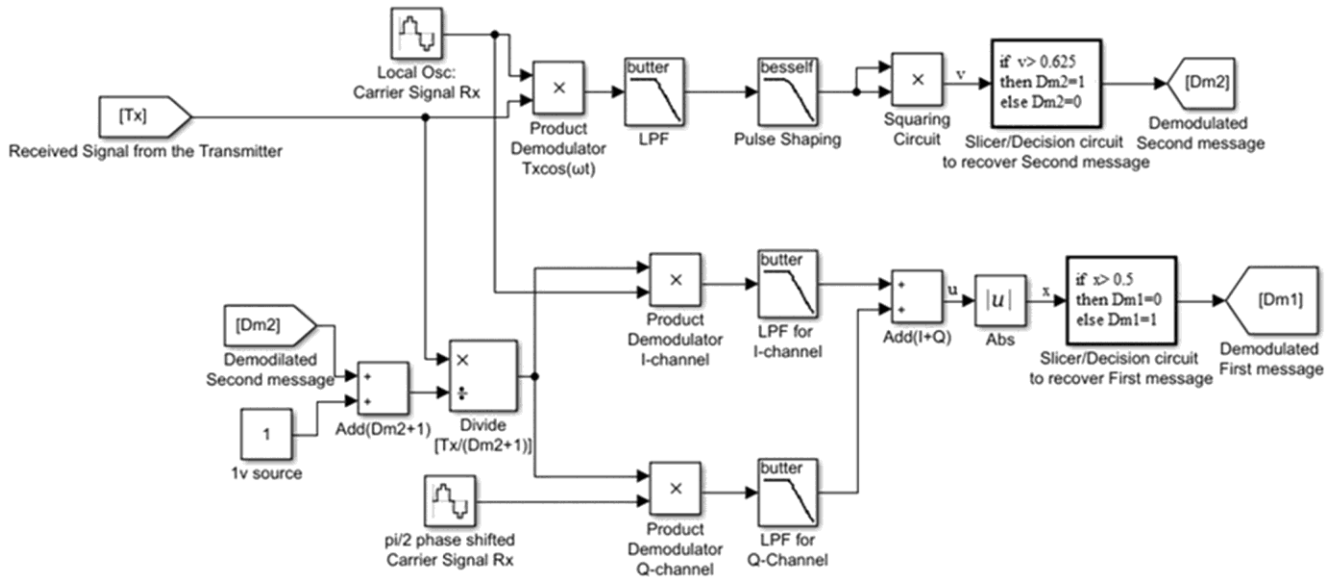 Local Osc:
Carrier Signal Rx
[Tx]
Received Signal from the Transmitter
×
Product
Demodulator
Txcos(ωt)
butter
LPF
besself
Pulse Shaping
×
Squaring
Circuit
v
if v> 0.625
then Dm2=1
else Dm2=0
Slicer/Decision circuit
to recover Second message
[Dm2]
Demodulated
Second message
[Dm2]
Demodilated
Second message
1
1v source
+
+
Add(Dm2+1)
×
÷
Divide
[Tx/(Dm2+1)]
pi/2 phase shifted
Carrier Signal Rx
×
Product
Demodulator
I-channel
butter
LPF for
I-channel
×
Product
Demodulator
Q-channel
butter
LPF for
Q-Channel
+
+
Add(I+Q)
u
|u|
Abs
x
if x> 0.5
then Dm1=0
else Dm1=1
Slicer/Decision circuit
to recover First message
[Dm1]
Demodulated
First message